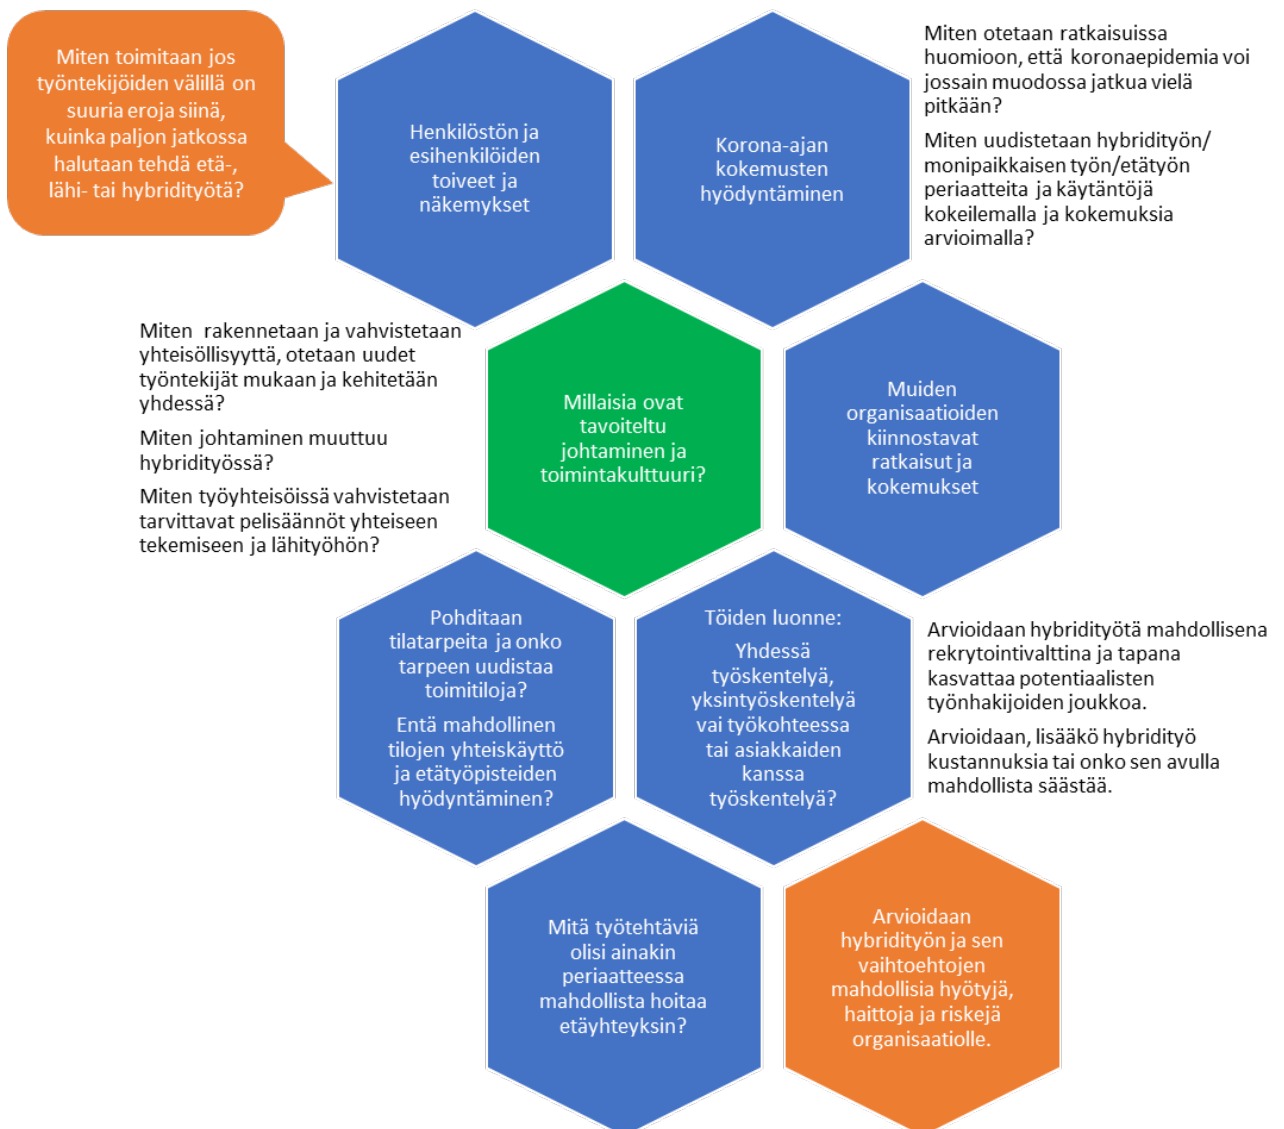 Miten toimitaan jos
työntekijöiden välillä on
suuria eroja siinä,
kuinka paljon jatkossa
halutaan tehdä etä-,
lähi- tai hybridityötä?
Henkilöstön ja
esihenkilöiden
toiveet ja
näkemykset
Korona-ajan
kokemusten
hyödyntäminen
Miten otetaan ratkaisuissa
huomioon, että koronaepidemia voi
jossain muodossa jatkua vielä
pitkään?
Miten uudistetaan hybridityön/
monipaikkaisen työn/etätyön
periaatteita ja käytäntöjä
kokeilemalla ja kokemuksia
arvioimalla?
Miten rakennetaan ja vahvistetaan
yhteisöllisyyttä, otetaan uudet
työntekijät mukaan ja kehitetään
yhdessä?
Miten johtaminen muuttuu
hybridityössä?
Miten työyhteisöissä vahvistetaan
tarvittavat pelisäännöt yhteiseen
tekemiseen ja lähityöhön?
Millaisia ovat
tavoiteltu
johtaminen ja
toimintakulttuuri?
Muiden
organisaatioiden
kiinnostavat
ratkaisut ja
kokemukset
Pohditaan
tilatarpeita ja onko
tarpeen uudistaa
toimitiloja?
Entä mahdollinen
tilojen yhteiskäyttö
ja etätyöpisteiden
hyödyntäminen?
Töiden luonne:
Yhdessä
työskentelyä,
yksintyöskentelyä
vai työkohteessa
tai asiakkaiden
kanssa
työskentelyä?
Arvioidaan hybridityötä mahdollisena
rekrytointivalttina ja tapana
kasvattaa potentiaalisten
työnhakijoiden joukkoa.
Arvioidaan, lisääkö hybridityö
kustannuksia tai onko sen avulla
mahdollista säästää.
Mitä työtehtäviä
olisi ainakin
periaatteessa
mahdollista hoitaa
etäyhteyksin?
Arvioidaan
hybridityön ja sen
vaihtoehtojen
mahdollisia hyötyjä,
haittoja ja riskejä
organisaatiolle.